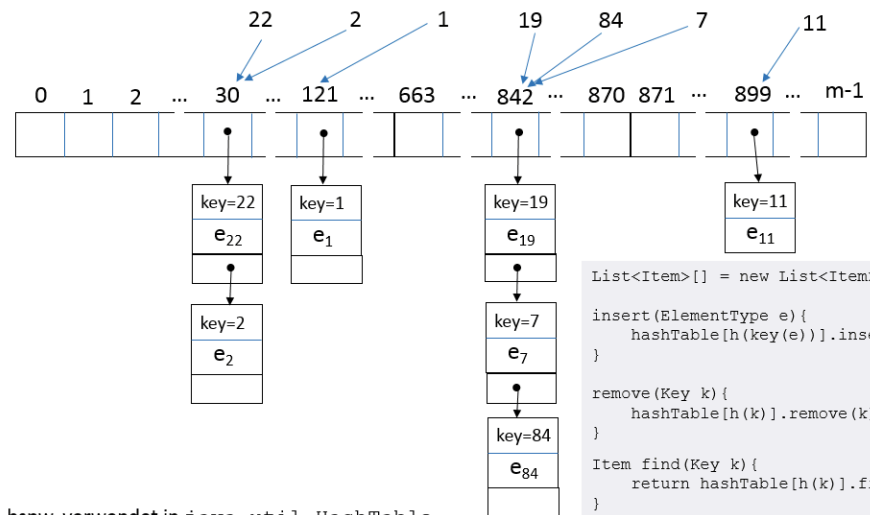 22 2 1 19 84 7 11
0 1 2 ... 30 ... 121 ... 663 ... 842 ... 870 871 ... 899 ... m-1
key=22 key=1 key=19 key=11
e22 e1 e19 e11
key=2 key=7
e2 e7
key=84
e84
List<Item>[] = new List<Item
insert(ElementType e){
hashTable[h(key(e))].inse
}
remove(Key k){
hashTable[h(k)].remove(k
}
Item find(Key k){
return hashTable[h(k)].fi
}